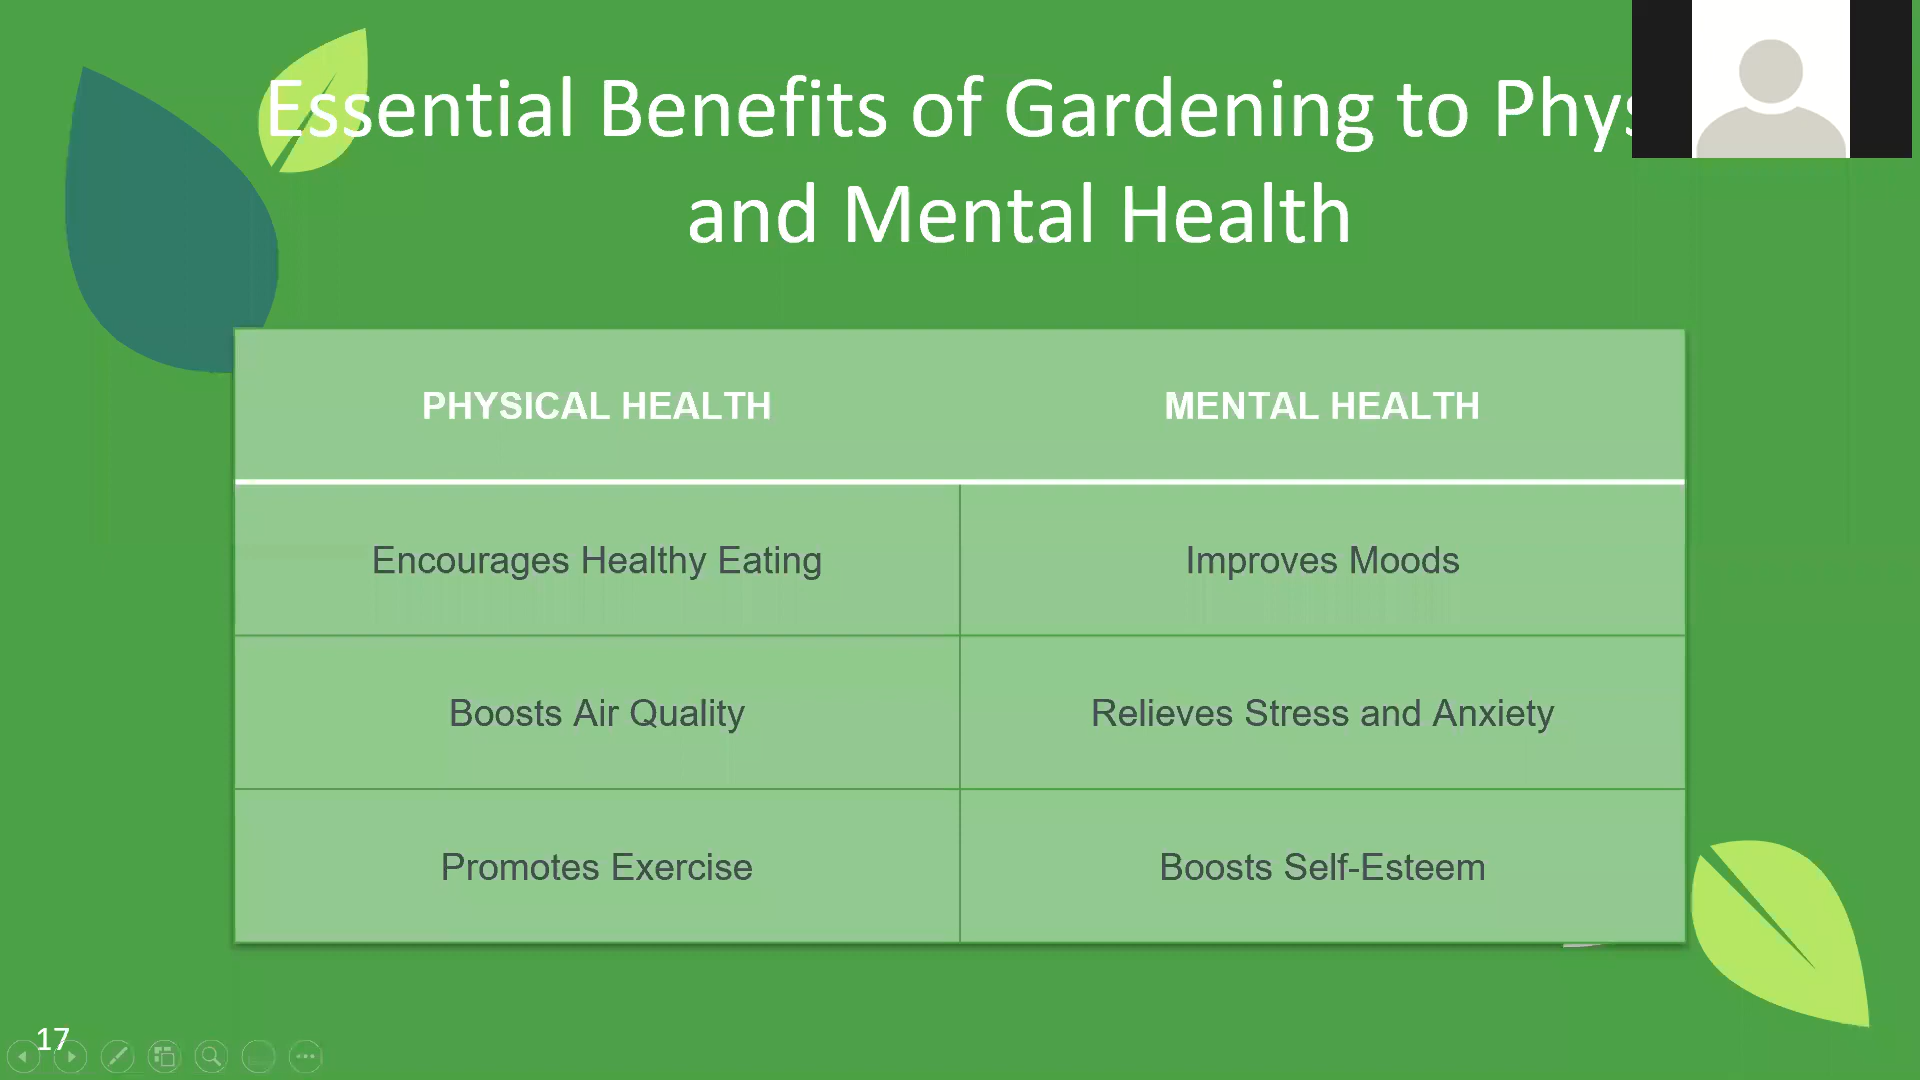 Essential Benefits of Gardening to
and Mental Health
PHYSICAL HEALTH
MENTAL HEALTH
Encourages Healthy Eating
Improves Moods
Boosts Air Quality
Relieves Stress and Anxiety
Promotes Exercise
Boosts Self-Esteem
17